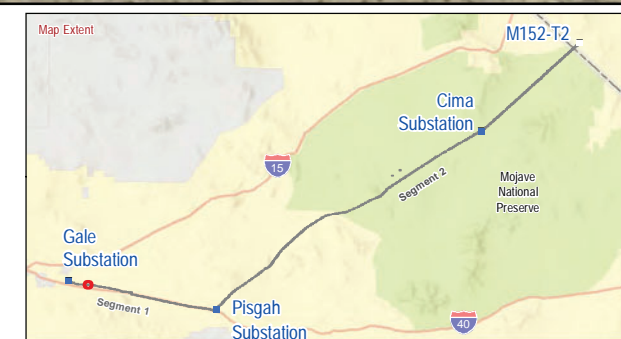 Map Extent
M152-T2
Cima
Substation
15
Segment 2
Mojave
National
Preserve
Gale
Substation
Segment 1
Pisgah
Substation
40